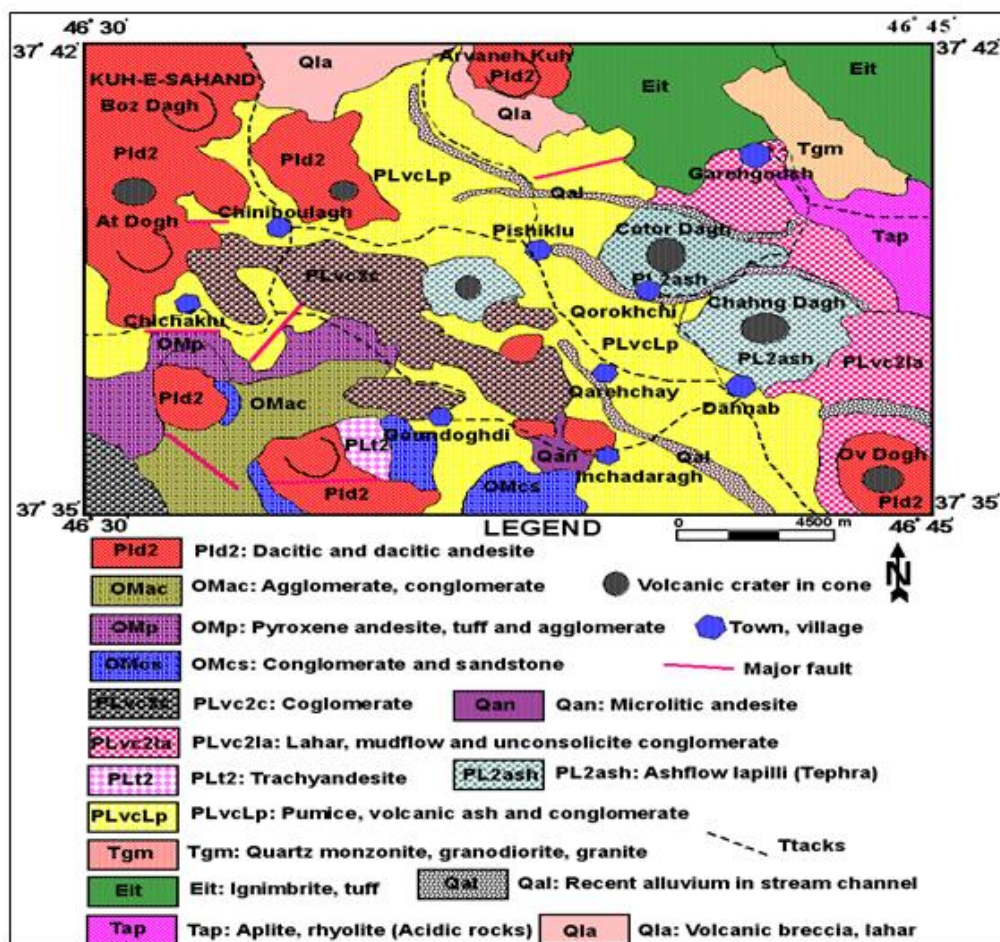 46° 30'
46° 45'
37° 42'
37° 42'
KUH-E-SAHAND
Qla
Arvaneh Kuh
Pld2
Eit
Eit
Boz Dagh
Qla
Tgm
Pld2
Pld2
PLvcLp
Garehgodsh
Qal
At Dogh
Chiniboulagh
Pishiklu
Cotor Dagh
Tap
PLvc2c
PL2ash
Chahng Dagh
Chichaklu
Qorokhchi
OMp
PLvcLp
PL2ash
PLvc2la
Pld2
OMac
Qarehchay
Dahnab
PLt2
Qoundoghdi
Qan
Inchadaragh
Qal
Ov Dogh
Pld2
OMcs
Pld2
37° 35'
37° 35'
46° 30'
46° 45'
LEGEND
0 4500 m
N
Pld2 Pld2: Dacitic and dacitic andesite
OMac OMac: Agglomerate, conglomerate
Volcanic crater in cone
OMp OMp: Pyroxene andesite, tuff and agglomerate
Town, village
OMcs OMcs: Conglomerate and sandstone
Major fault
PLvc2c PLvc2c: Coglomerate
Qan Qan: Microlitic andesite
PLvc2la PLvc2la: Lahar, mudflow and unconsolicite conglomerate
PLt2 PLt2: Trachyandesite
PL2ash PL2ash: Ashflow lapilli (Tephra)
PLvcLp PLvcLp: Pumice, volcanic ash and conglomerate
Ttacks
Tgm Tgm: Quartz monzonite, granodiorite, granite
Eit Eit: Ignimbrite, tuff
Qal Qal: Recent alluvium in stream channel
Tap Tap: Aplite, rhyolite (Acidic rocks)
Qla Qla: Volcanic breccia, lahar